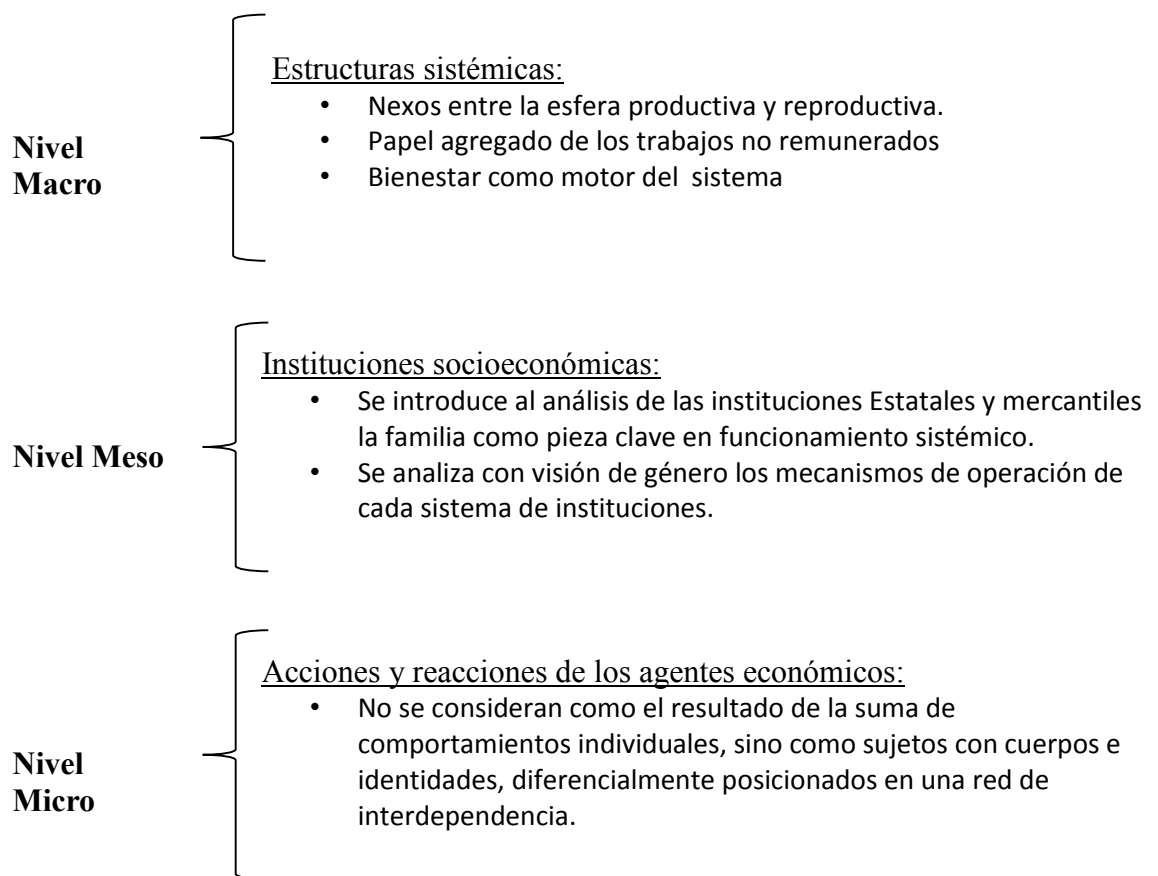 Estructuras sistémicas:
• Nexos entre la esfera productiva y reproductiva.
• Papel agregado de los trabajos no remunerados
• Bienestar como motor del sistema
Nivel
Macro
Instituciones socioeconómicas:
• Se introduce al análisis de las instituciones Estatales y mercantiles
la familia como pieza clave en funcionamiento sistémico.
• Se analiza con visión de género los mecanismos de operación de
cada sistema de instituciones.
Nivel Meso
Acciones y reacciones de los agentes económicos:
• No se consideran como el resultado de la suma de
comportamientos individuales, sino como sujetos con cuerpos e
identidades, diferencialmente posicionados en una red de
interdependencia.
Nivel
Micro